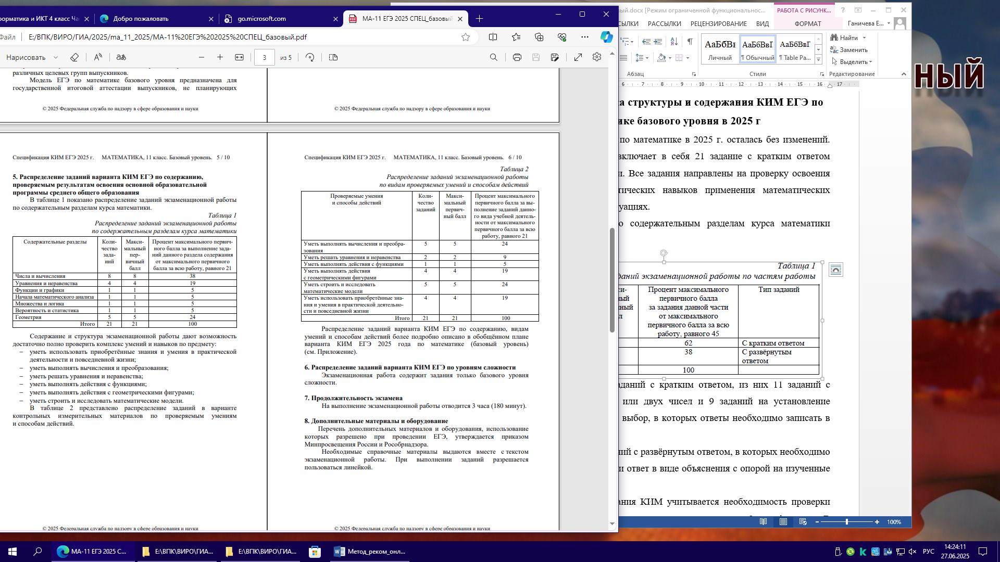 форматика и ИКТ 4 класс Ча
Добро пожаловать
go.microsoft.com
МА-11 ЕГЭ 2025 СПЕЦ_базовый
Файл
E:/ВПК/ВИРО/ГИА/2025/ma_11_2025/МА-11%20ЕГЭ%202025%20СПЕЦ_базовый.pdf
Нарисовать
3
из 5
различных целевых групп выпускников.
Модель ЕГЭ по математике базового уровня предназначена для
государственной итоговой аттестации выпускников, не планирующих
© 2025 Федеральная служба по надзору в сфере образования и науки
© 2025 Федеральная служба по надзору в сфере образования и науки
Спецификация КИМ ЕГЭ 2025 г. МАТЕМАТИКА, 11 класс. Базовый уровень. 5 / 10
5. Распределение заданий варианта КИМ ЕГЭ по содержанию,
проверяемым результатам освоения основной образовательной
программы среднего общего образования
В таблице 1 показано распределение заданий экзаменационной работы
по содержательным разделам курса математики.
Таблица 1
Распределение заданий экзаменационной работы
по содержательным разделам курса математики
Содержательные разделы
Коли-
чество
зада-
ний
Макси-
мальный
пер-
вичный
балл
Процент максимального первич-
ного балла за выполнение зада-
ний данного раздела содержания
от максимального первичного
балла за всю работу, равного 21
Числа и вычисления 8 8 38
Уравнения и неравенства 4 4 19
Функции и графики 1 1 5
Начала математического анализа 1 1 5
Множества и логика 1 1 5
Вероятность и статистика 1 1 5
Геометрия 5 5 24
Итого 21 21 100
Содержание и структура экзаменационной работы дают возможность
достаточно полно проверить комплекс умений и навыков по предмету:
– уметь использовать приобретённые знания и умения в практической
деятельности и повседневной жизни;
– уметь выполнять вычисления и преобразования;
– уметь решать уравнения и неравенства;
– уметь выполнять действия с функциями;
– уметь выполнять действия с геометрическими фигурами;
– уметь строить и исследовать математические модели.
В таблице 2 представлено распределение заданий в варианте
контрольных измерительных материалов по проверяемым умениям
и способам действий.
© 2025 Федеральная служба по надзору в сфере образования и науки
Спецификация КИМ ЕГЭ 2025 г. МАТЕМАТИКА, 11 класс. Базовый уровень. 6 / 10
Таблица 2
Распределение заданий экзаменационной работы
по видам проверяемых умений и способам действий
Проверяемые умения
и способы действий
Коли-
чество
заданий
Макси-
мальный
первич-
ный балл
Процент максимального
первичного балла за вы-
полнение заданий данно-
го вида учебной деятель-
ности от максимального
первичного балла за всю
работу, равного 21
Уметь выполнять вычисления и преобра- 5 5 24
зования
Уметь решать уравнения и неравенства 2 2 9
Уметь выполнять действия с функциями 1 1 5
Уметь выполнять действия 4 4 19
с геометрическими фигурами
Уметь строить и исследовать 5 5 24
математические модели
Уметь использовать приобретённые зна- 4 4 19
ния и умения в практической деятельно-
сти и повседневной жизни
Итого 21 21 100
Распределение заданий варианта КИМ ЕГЭ по содержанию, видам
умений и способам действий более подробно описано в обобщённом плане
варианта КИМ ЕГЭ 2025 года по математике (базовый уровень)
(см. Приложение).
6. Распределение заданий варианта КИМ ЕГЭ по уровням сложности
Экзаменационная работа содержит задания только базового уровня
сложности.
7. Продолжительность экзамена
На выполнение экзаменационной работы отводится 3 часа (180 минут).
8. Дополнительные материалы и оборудование
Перечень дополнительных материалов и оборудования, использование
которых разрешено при проведении ЕГЭ, утверждается приказом
Минпросвещения России и Рособрнадзора.
Необходимые справочные материалы выдаются вместе с текстом
экзаменационной работы. При выполнении заданий разрешается
пользоваться линейкой.
© 2025 Федеральная служба по надзору в сфере образования и науки
ый.docx [Режим ограниченной функциональнос...
РАБОТА С РИСУНК...
ЫЛКИ
РАССЫЛКИ
РЕЦЕНЗИРОВАНИЕ
ВИД
ФОРМАТ
Ганичева Е...
АаБбВв
Личный
АаБбВвГ
¶ Обычный
АаБбВвГ
¶ Table Pa...
Найти
Заменить
Выделить
Абзац
Стили
Редактирование
6 7 8 9 10 11 12 13 14 15 16 17
а структуры и содержания КИМ ЕГЭ по
ике базового уровня в 2025 г
по математике в 2025 г. осталась без изменений.
включает в себя 21 задание с кратким ответом
и. Все задания направлены на проверку освоения
тических навыков применения математических
уациях.
о содержательным разделам курса математики
Таблица 1
даний экзаменационной работы по частям работы
Процент максимального
первичного балла
за задания данной части
от максимального
первичного балла за всю
работу, равного 45
Тип заданий
62 С кратким ответом
38 С развёрнутым
ответом
100
аданий с кратким ответом, из них 11 заданий с
или двух чисел и 9 заданий на установление
выбор, в которых ответы необходимо записать в
ний с развёрнутым ответом, в которых необходимо
и ответ в виде объяснения с опорой на изученные
ания КИМ учитывается необходимость проверки
100%
ный
МА-11 ЕГЭ 2025 С...
E:\ВПК\ВИРО\ГИА...
E:\ВПК\ВИРО\ГИА...
Метод_реком_онл...
РУС
14:24:11
27.06.2025